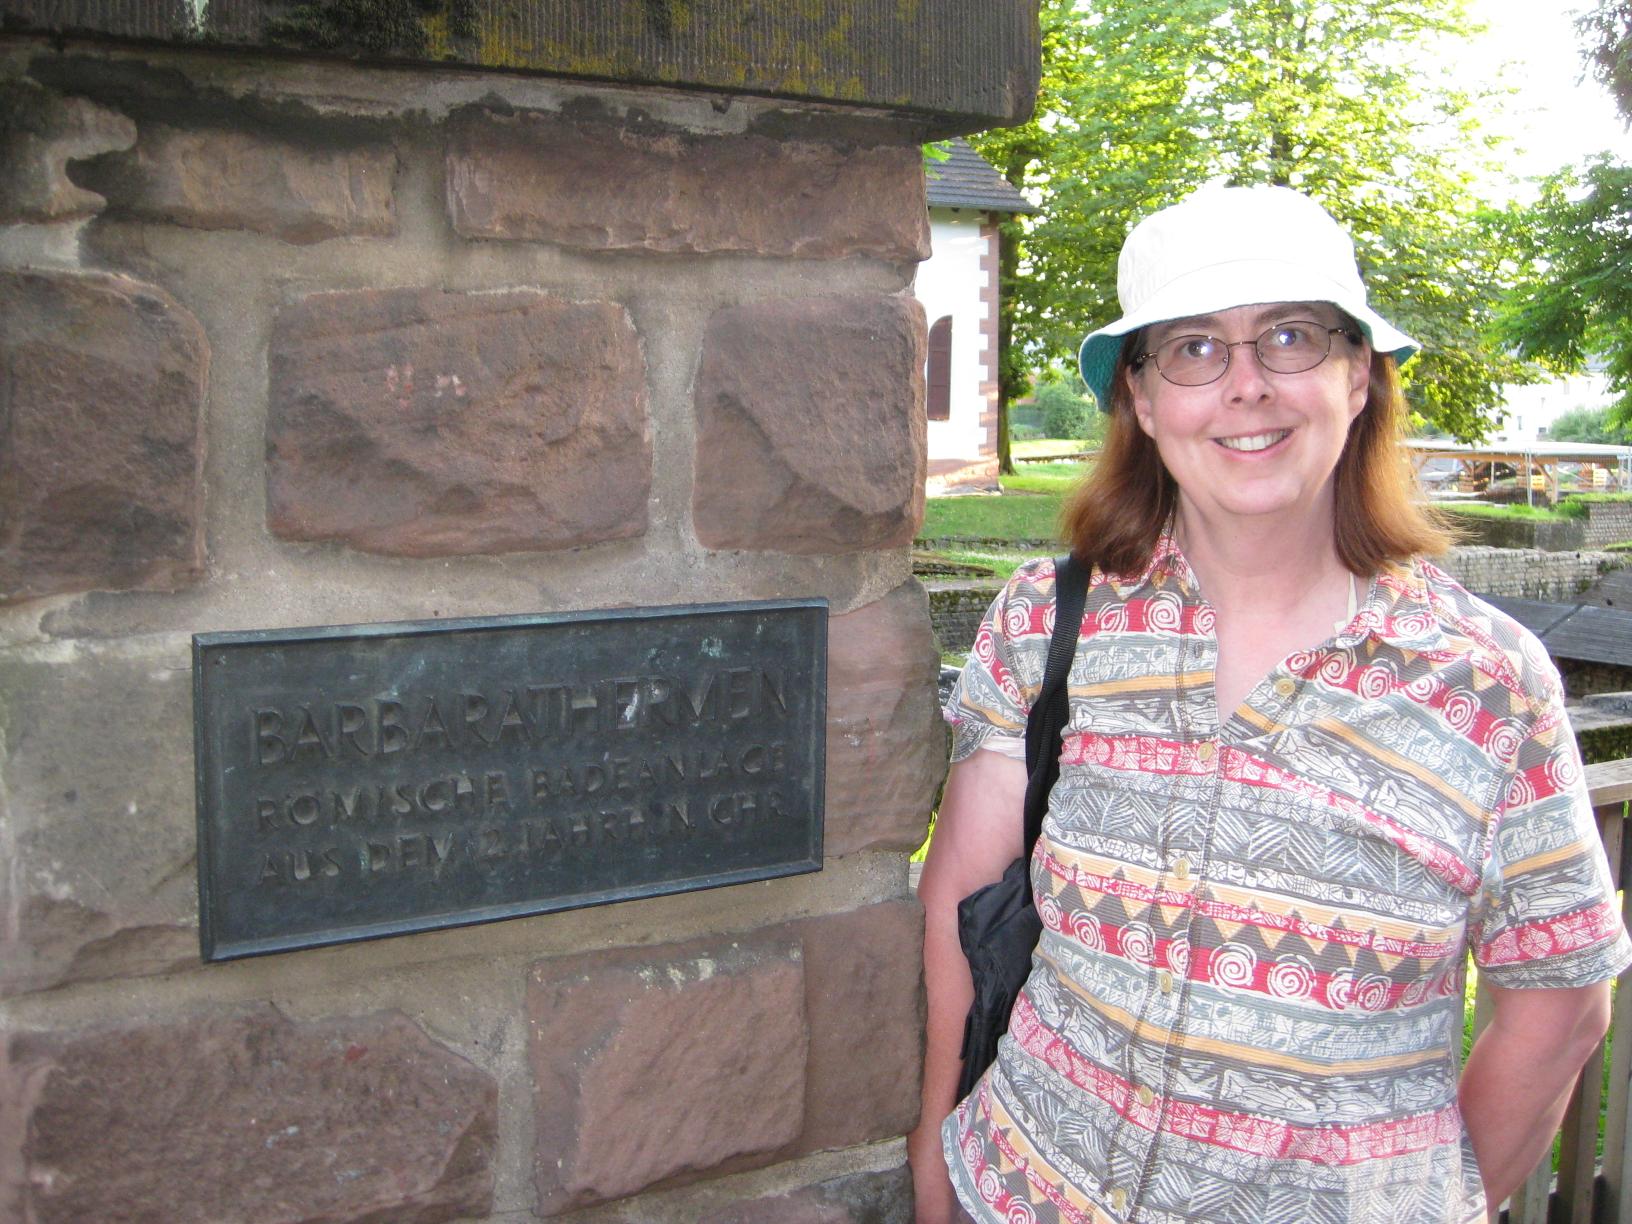 BARBARATHERMEN
RÖMISCHE BADEANLAGE
AUS DEM 2. JAHRH. N. CHR.